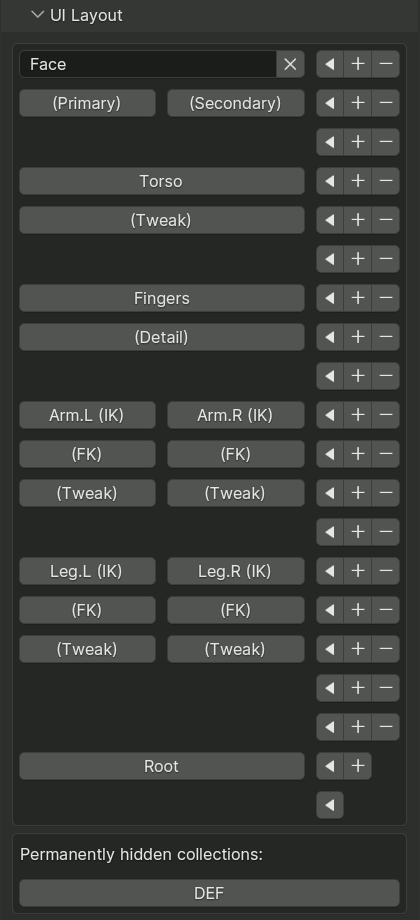 UI Layout
Face
(Primary) (Secondary)
Torso
(Tweak)
Fingers
(Detail)
Arm.L (IK) Arm.R (IK)
(FK) (FK)
(Tweak) (Tweak)
Leg.L (IK) Leg.R (IK)
(FK) (FK)
(Tweak) (Tweak)
Root
Permanently hidden collections:
DEF